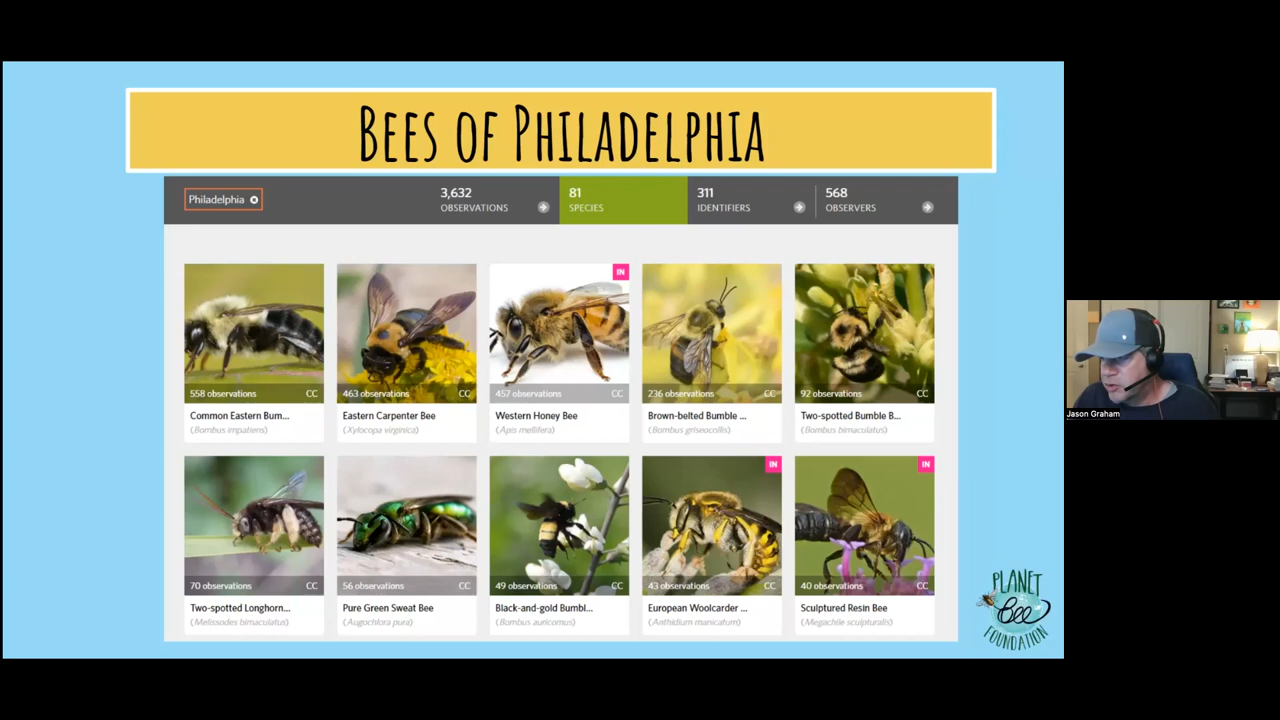 BEES OF PHILADELPHIA
Philadelphia
3,632
OBSERVATIONS
81
SPECIES
311
IDENTIFIERS
568
OBSERVERS
IN
558 observations CC
463 observations CC
457 observations CC
236 observations CC
92 observations CC
Common Eastern Bum...
(Bombus impatiens)
Eastern Carpenter Bee
(Xylocopa virginica)
Western Honey Bee
(Apis mellifera)
Brown-belted Bumble ...
(Bombus griseocollis)
Two-spotted Bumble B...
(Bombus bimaculatus)
IN
IN
70 observations CC
56 observations CC
49 observations CC
43 observations CC
40 observations CC
Two-spotted Longhorn...
(Melissodes bimaculatus)
Pure Green Sweat Bee
(Augochlora pura)
Black-and-gold Bumbl...
(Bombus auricomus)
European Woolcarder ...
(Anthidium manicatum)
Sculptured Resin Bee
(Megachile sculpturalis)
PLANET
Bee
FOUNDATION
Jason Graham